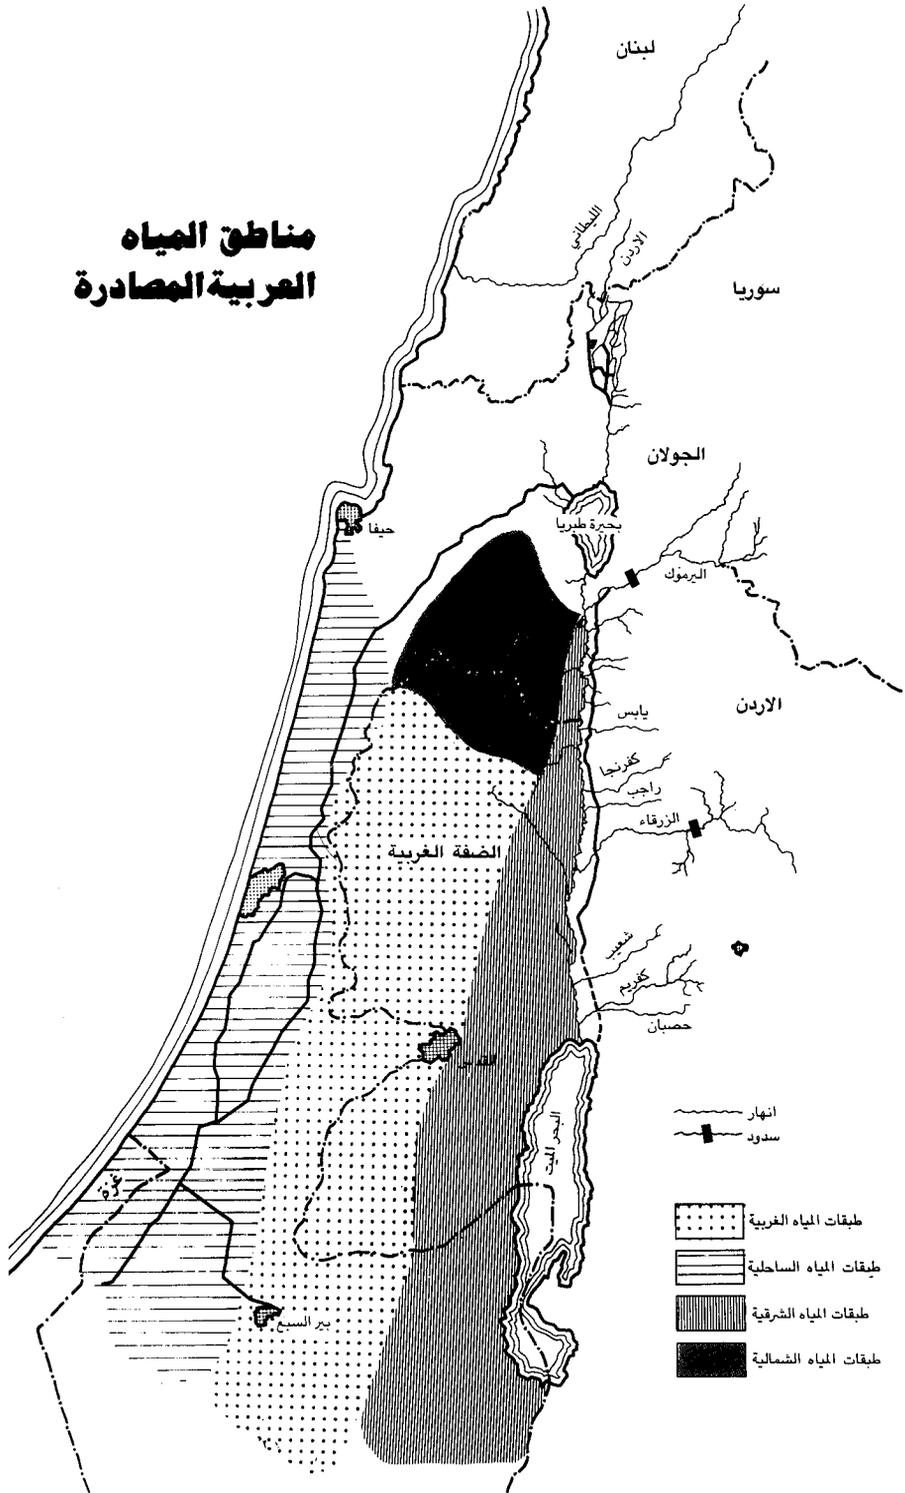 لبنان
الليطاني
الاردن
مناطق المياه
العربية المصادرة
سوريا
الجولان
بحيرة طبريا
حيفا
اليرموك
الاردن
يابس
كفرنجا
راجب
الزرقاء
الضفة الغربية
شعيب
كفريم
حصبان
القدس
البحر الميت
غزة
بير السبع
انهار
سدود
طبقات المياه الغربية
طبقات المياه الساحلية
طبقات المياه الشرقية
طبقات المياه الشمالية